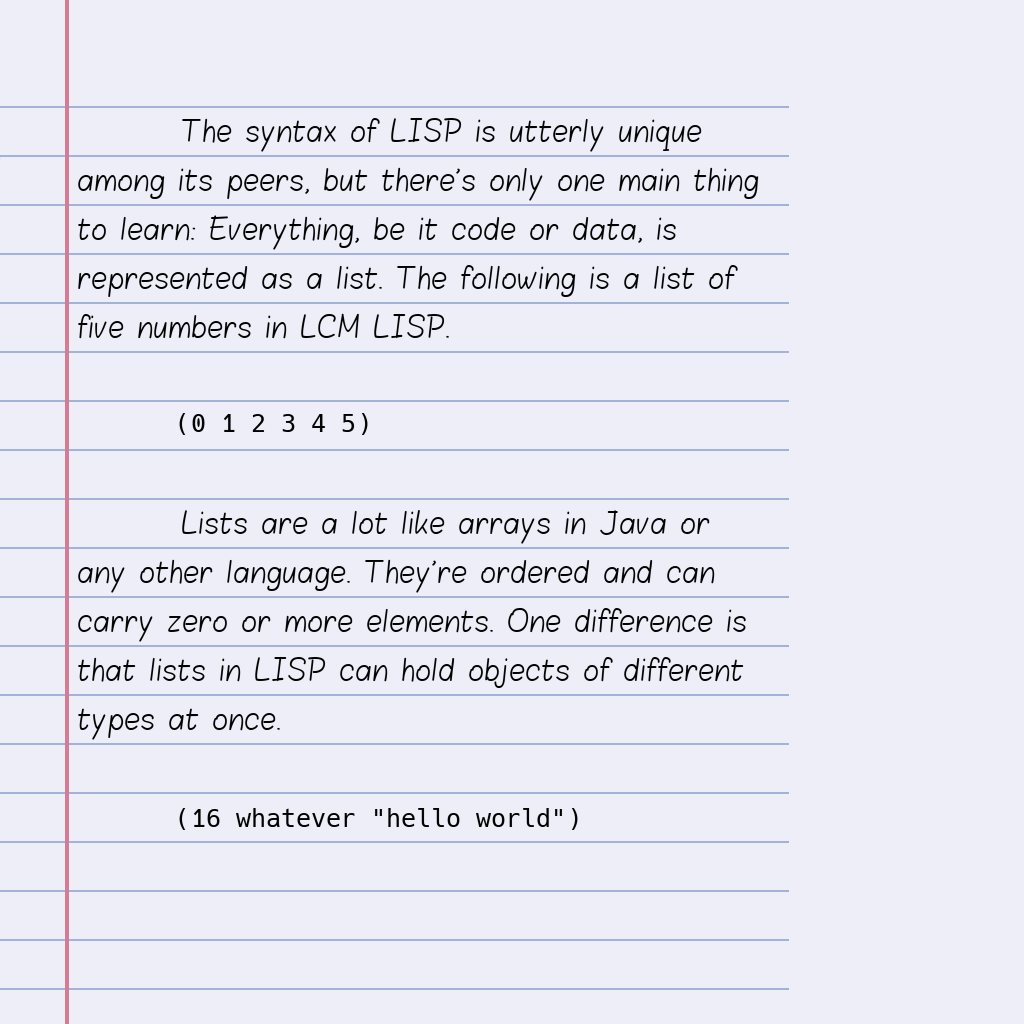 The syntax of LISP is utterly unique
among its peers, but there's only one main thing
to learn: Everything, be it code or data, is
represented as a list. The following is a list of
five numbers in LCM LISP.
(0 1 2 3 4 5)
Lists are a lot like arrays in Java or
any other language. They're ordered and can
carry zero or more elements. One difference is
that lists in LISP can hold objects of different
types at once.
(16 whatever "hello world")